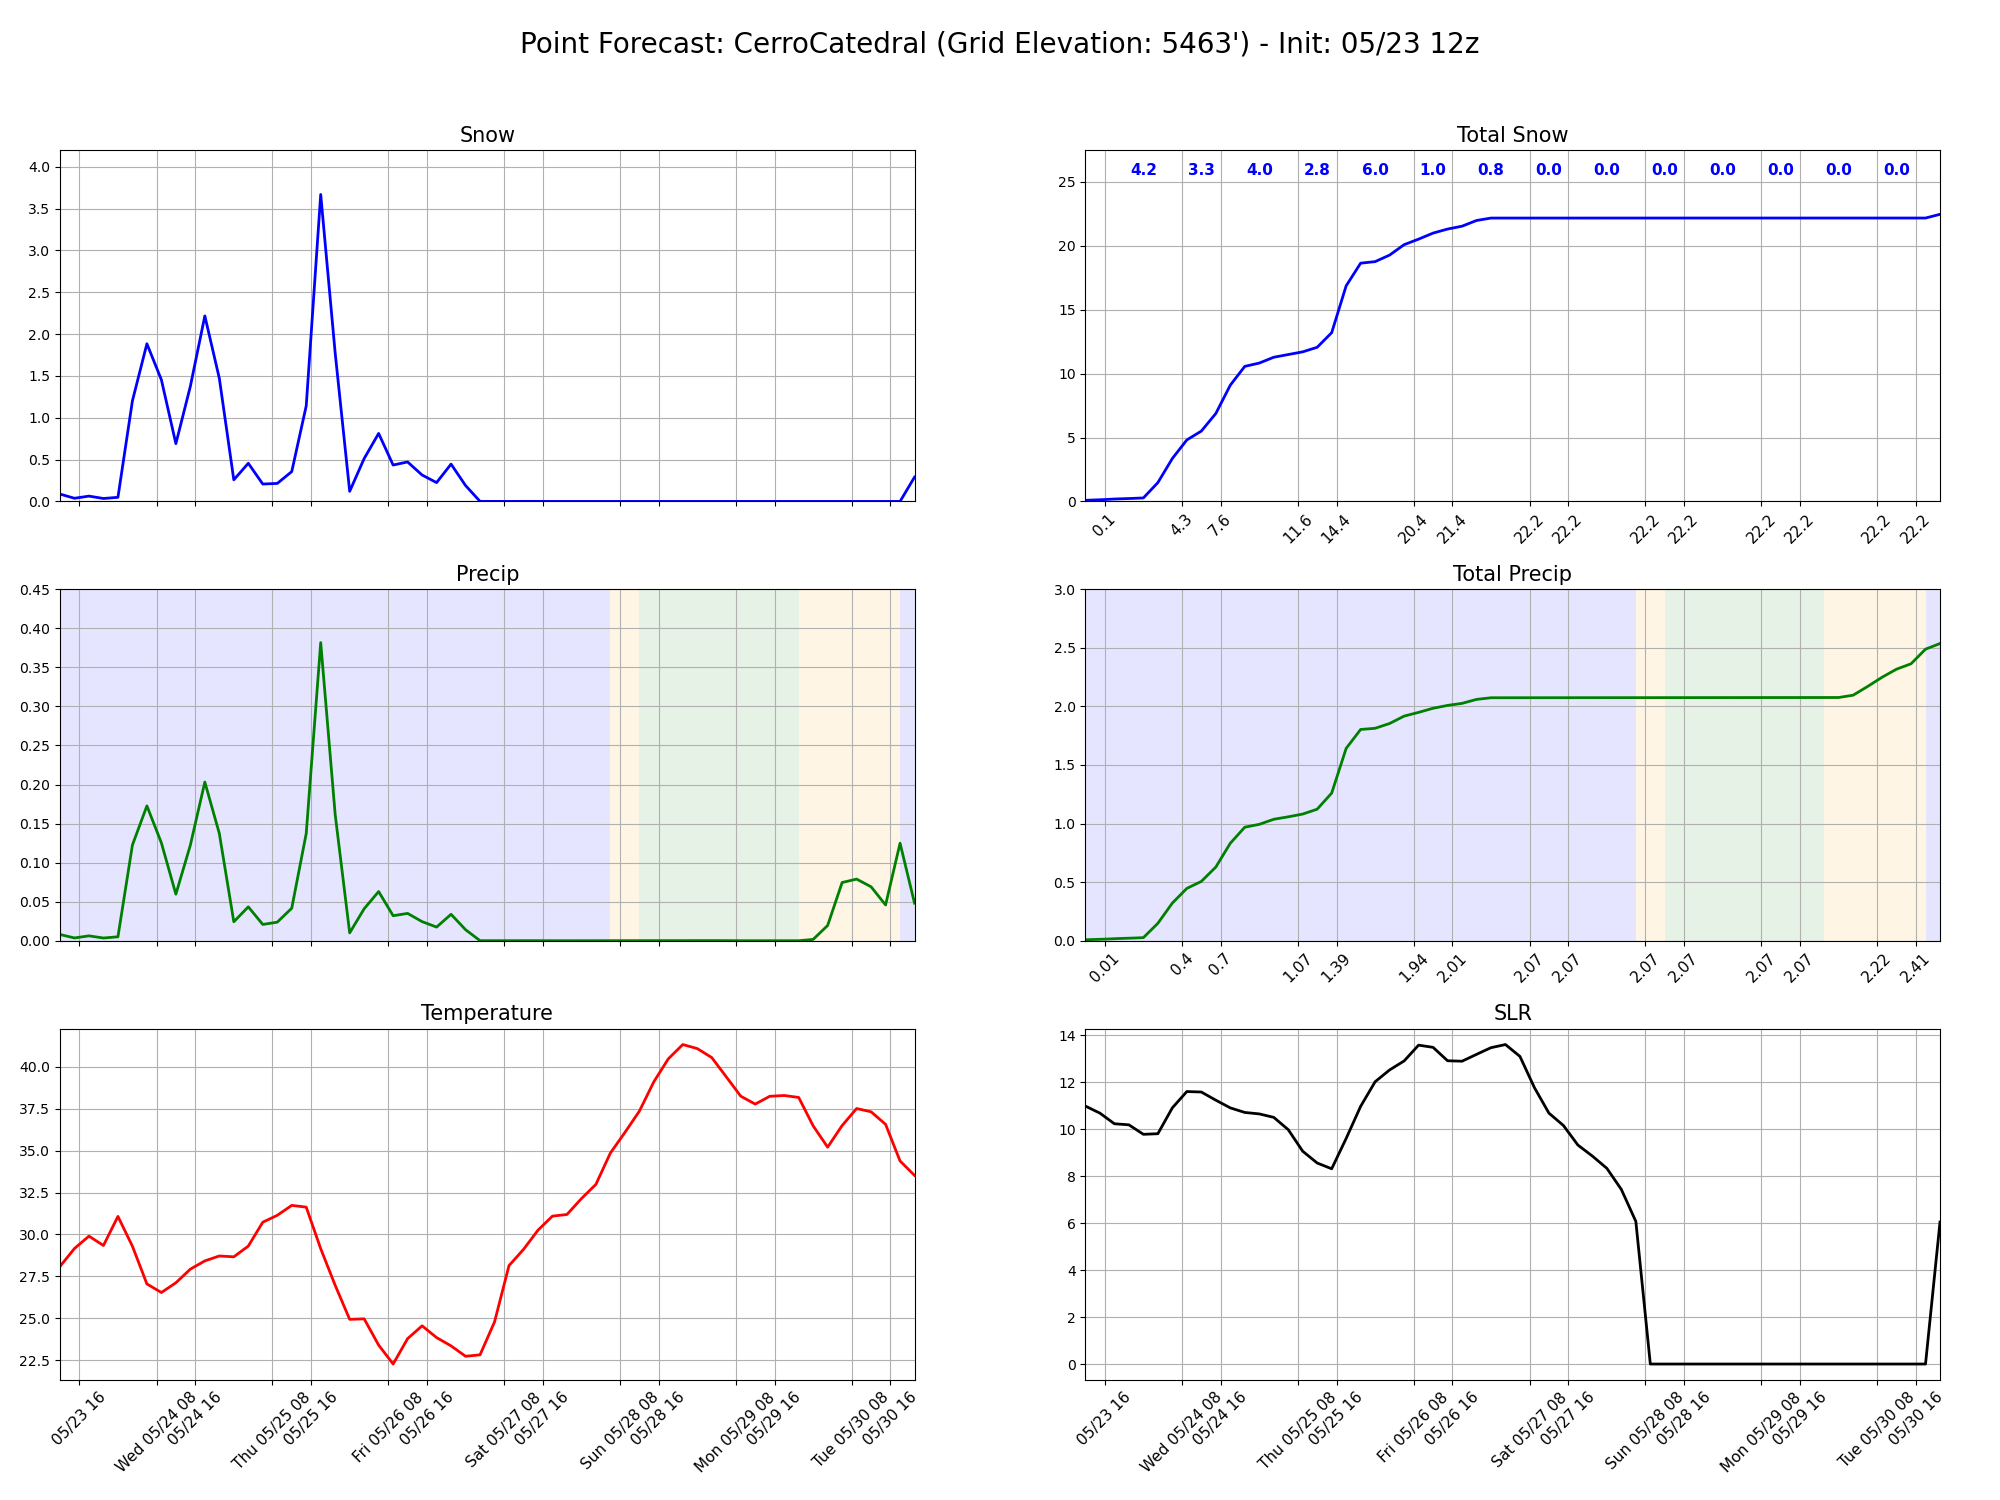 Point Forecast: CerroCatedral (Grid Elevation: 5463') - Init: 05/23 12z
Snow
4.0
3.5
3.0
2.5
2.0
1.5
1.0
0.5
0.0
Total Snow
4.2 3.3 4.0 2.8 6.0 1.0 0.8 0.0 0.0 0.0 0.0 0.0 0.0 0.0
25
20
15
10
5
0
0.1 4.3 7.6 11.6 14.4 20.4 21.4 22.2 22.2 22.2 22.2 22.2 22.2 22.2 22.2
Precip
0.45
0.40
0.35
0.30
0.25
0.20
0.15
0.10
0.05
0.00
Total Precip
3.0
2.5
2.0
1.5
1.0
0.5
0.0
0.01 0.4 0.7 1.07 1.39 1.94 2.01 2.07 2.07 2.07 2.07 2.07 2.07 2.22 2.41
Temperature
40.0
37.5
35.0
32.5
30.0
27.5
25.0
22.5
05/23 16
Wed 05/24 08
05/24 16
Thu 05/25 08
05/25 16
Fri 05/26 08
05/26 16
Sat 05/27 08
05/27 16
Sun 05/28 08
05/28 16
Mon 05/29 08
05/29 16
Tue 05/30 08
05/30 16
SLR
14
12
10
8
6
4
2
0
05/23 16
Wed 05/24 08
05/24 16
Thu 05/25 08
05/25 16
Fri 05/26 08
05/26 16
Sat 05/27 08
05/27 16
Sun 05/28 08
05/28 16
Mon 05/29 08
05/29 16
Tue 05/30 08
05/30 16